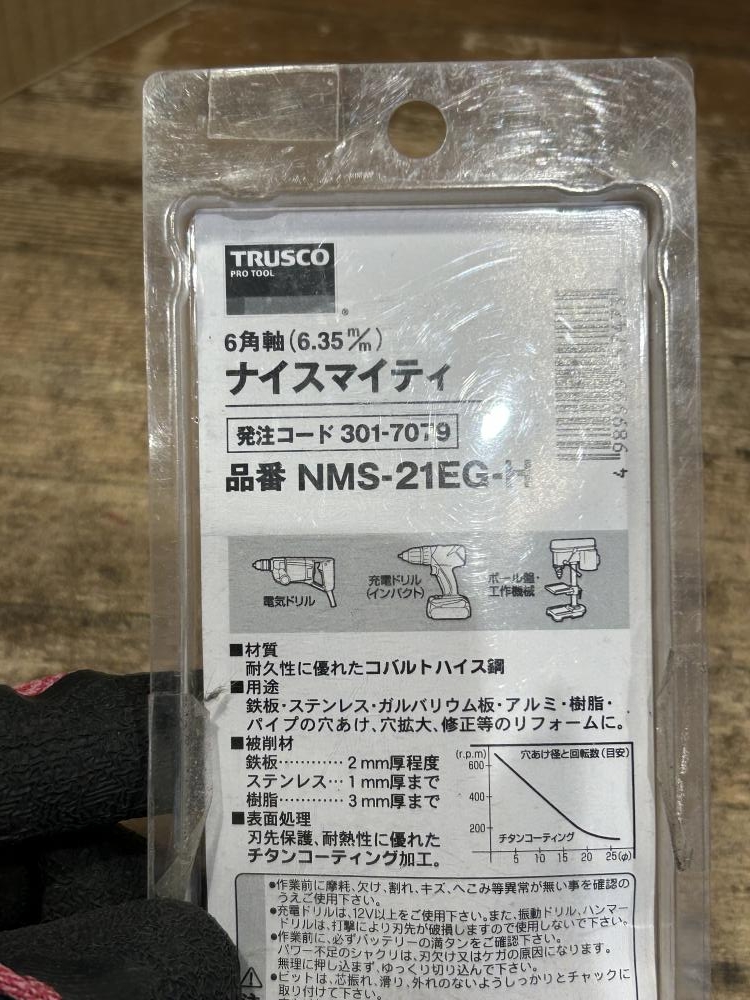 TRUSCO
PRO TOOL
®
6角軸(6.35m/m)
ナイスマイティ
発注コード 301-7079
品番 NMS-21EG-H
電気ドリル
充電ドリル
(インパクト)
ボール盤・
工作機械
■材質
耐久性に優れたコバルトハイス鋼
■用途
鉄板・ステンレス・ガルバリウム板・アルミ・樹脂・
パイプの穴あけ、穴拡大、修正等のリフォームに。
■被削材
鉄板………… 2mm厚程度
ステンレス… 1mm厚まで
樹脂………… 3mm厚まで
■表面処理
刃先保護、耐熱性に優れた
チタンコーティング加工。
(r.p.m)
穴あけ径と回転数(目安)
600
400
200
チタンコーティング
5 10 15 20 25(φ)
●作業前に摩耗、欠け、割れ、キズ、へこみ等異常が無い事を確認の
うえご使用下さい。
●充電ドリルは、12V以上をご使用下さい。また、振動ドリル、ハンマー
ドリルは、打撃により刃先が破損しますので使用しないで下さい。
●作業前に、必ずバッテリーの満タンをご確認下さい。
パワー不足のシャクリは、刃欠け又はケガの原因になります。
無理に押し込まず、ゆっくり切り込んで下さい。
●ビットは、芯振れ、滑り、外れのないようしっかりとチャックに
取り付けて下さい。